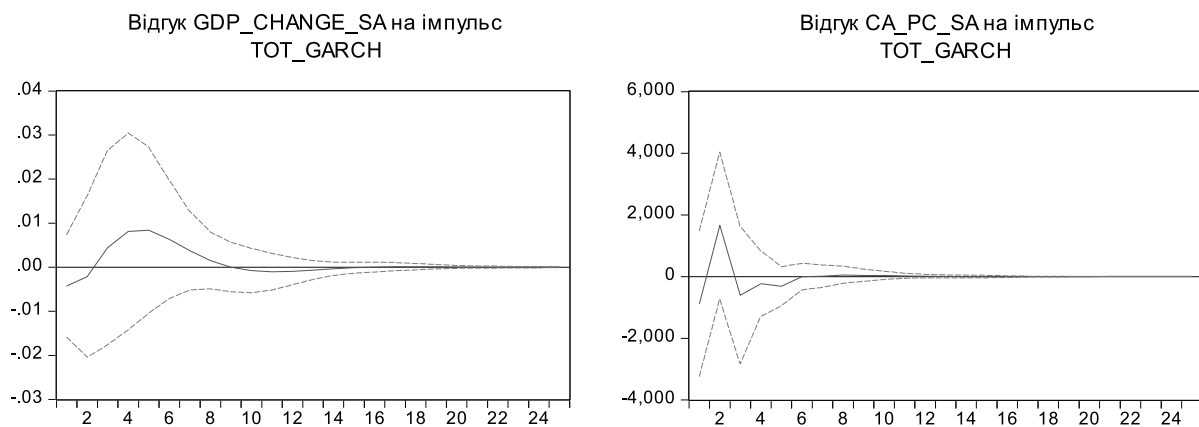 Відгук GDP_CHANGE_SA на імпульс
TOT_GARCH
.04
.03
.02
.01
.00
-.01
-.02
-.03
2 4 6 8 10 12 14 16 18 20 22 24
Відгук CA_PC_SA на імпульс
TOT_GARCH
6,000
4,000
2,000
0
-2,000
-4,000
2 4 6 8 10 12 14 16 18 20 22 24